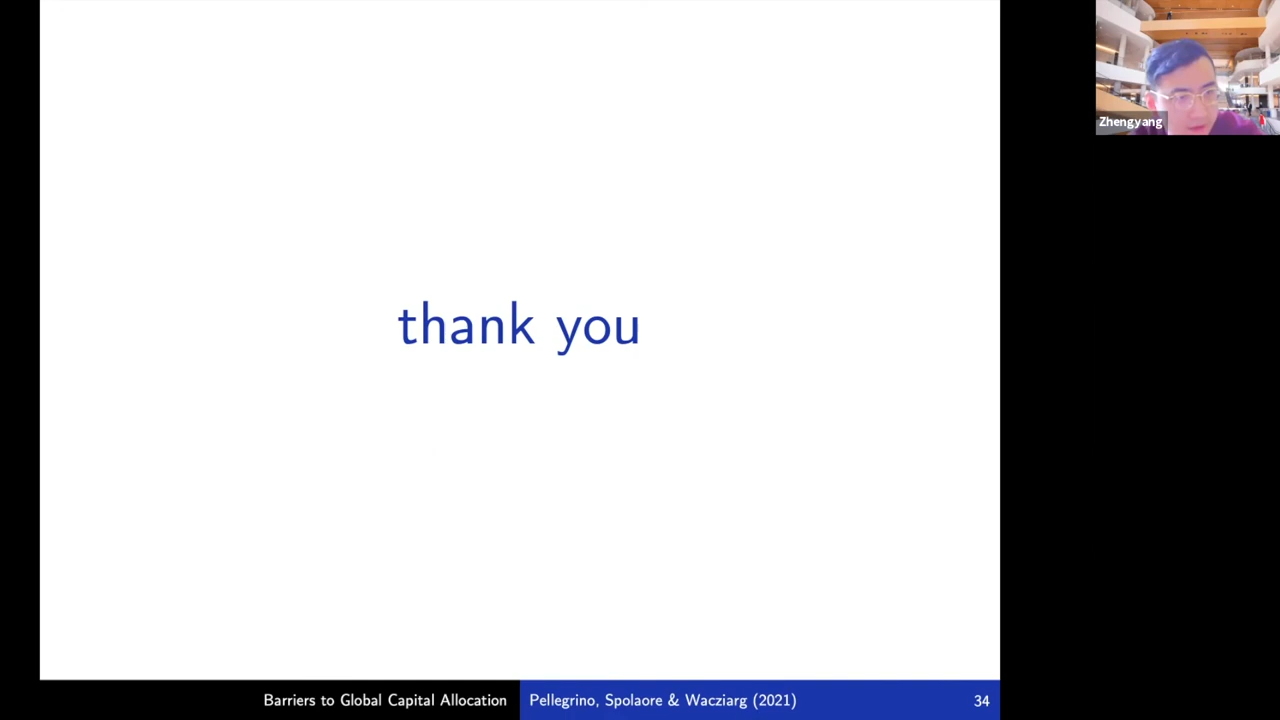 thank you
Zhengyang
Barriers to Global Capital Allocation
Pellegrino, Spolaore & Wacziarg (2021)
34